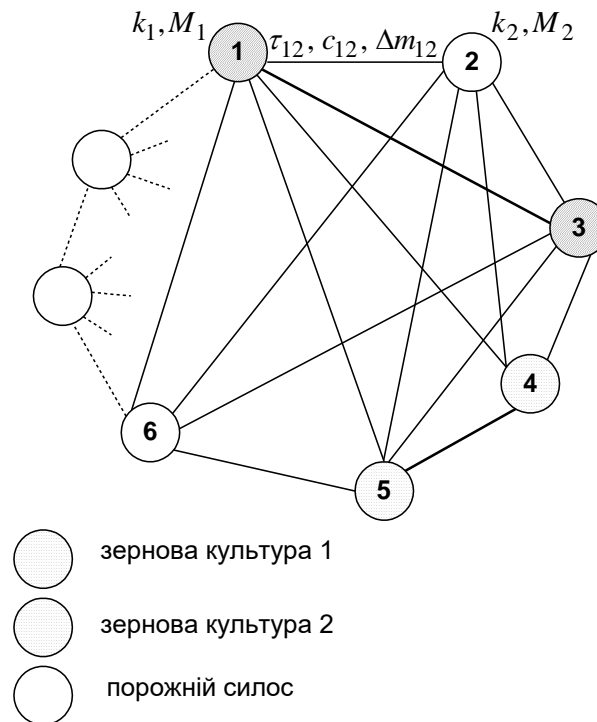 k₁, M₁
k₂, M₂
1
τ₁₂, c₁₂, Δm₁₂
2
3
4
6
5
зернова культура 1
зернова культура 2
порожній силос